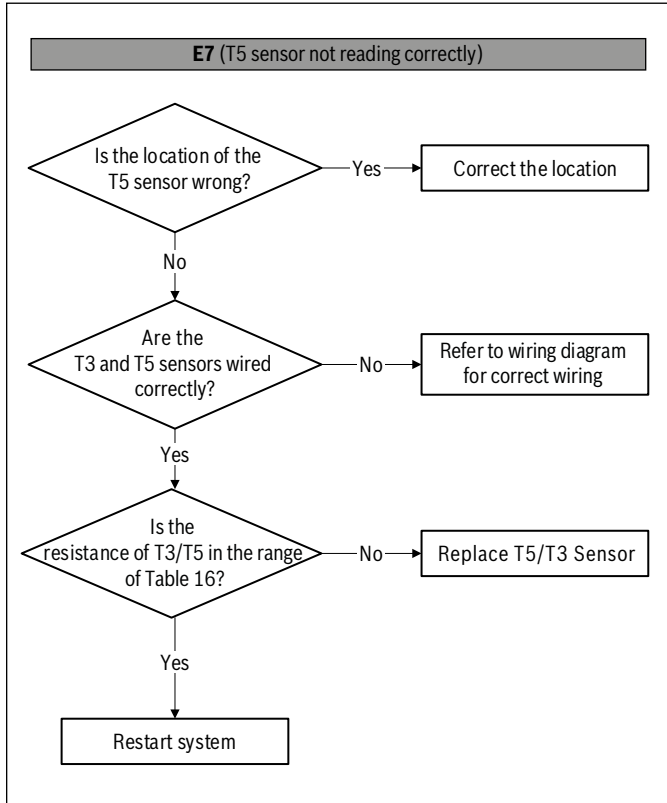 E7 (T5 sensor not reading correctly)
Is the location of the
T5 sensor wrong?
Yes
Correct the location
No
Are the
T3 and T5 sensors wired
correctly?
No
Refer to wiring diagram
for correct wiring
Yes
Is the
resistance of T3/T5 in the range
of Table 16?
No
Replace T5/T3 Sensor
Yes
Restart system